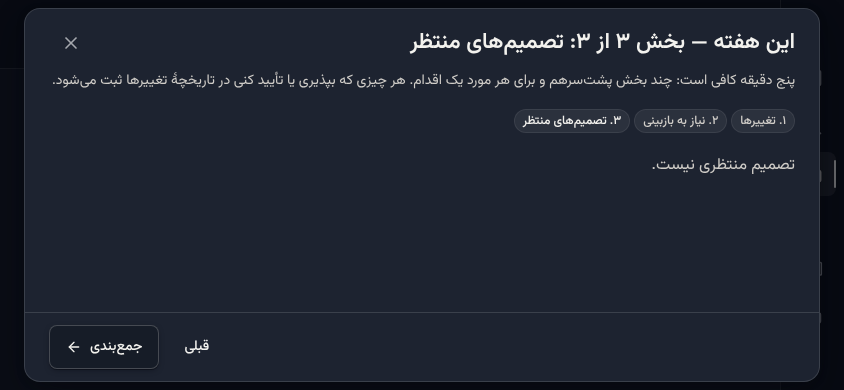 این هفته — بخش ۳ از ۳: تصمیم‌های منتظر
پنج دقیقه کافی است: چند بخش پشت‌سرهم و برای هر مورد یک اقدام. هر چیزی که بپذیری یا تأیید کنی در تاریخچهٔ تغییرها ثبت می‌شود.
۱. تغییرها
۲. نیاز به بازبینی
۳. تصمیم‌های منتظر
تصمیم منتظری نیست.
قبلی
جمع‌بندی